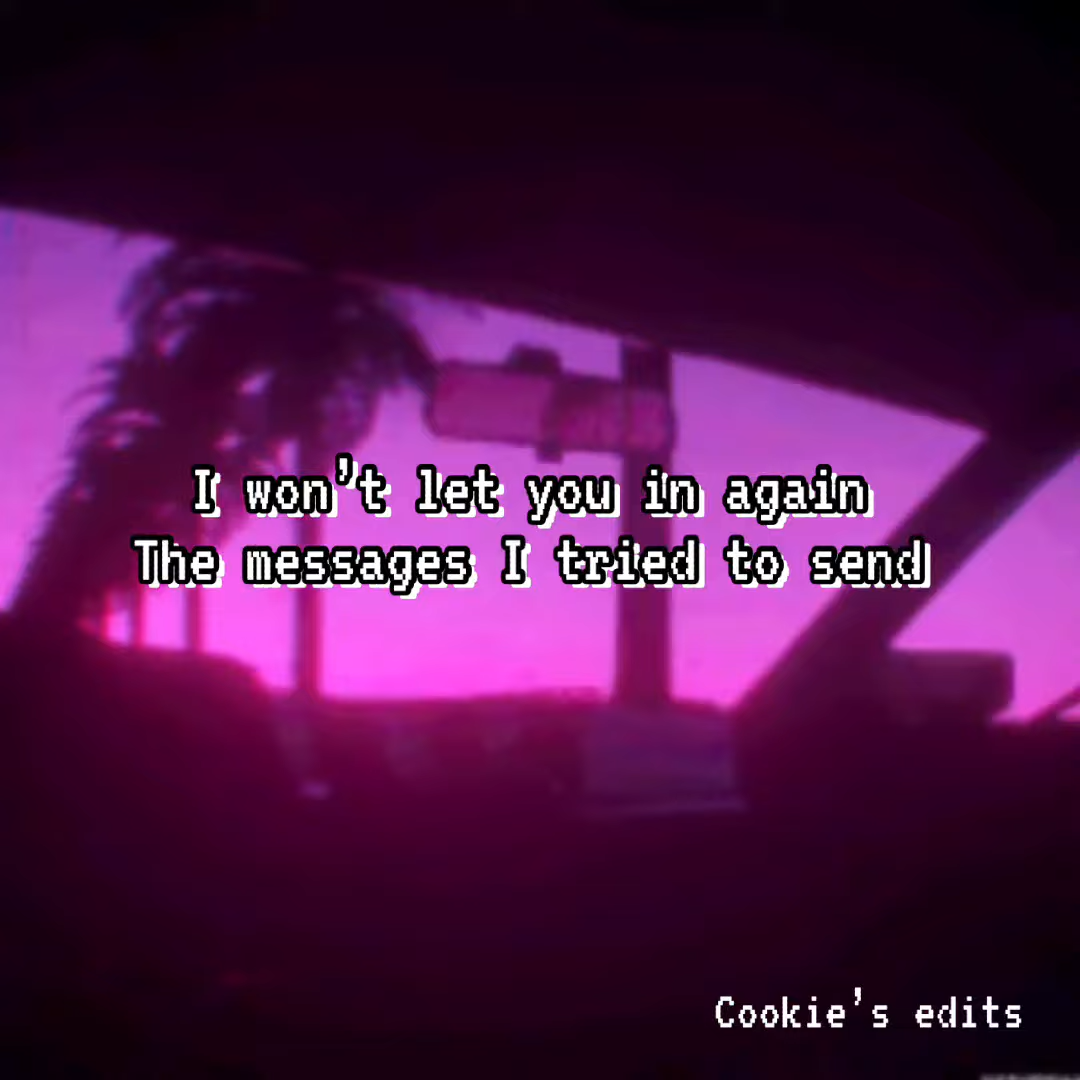 I won't let you in again
The messages I tried to send
Cookie's edits